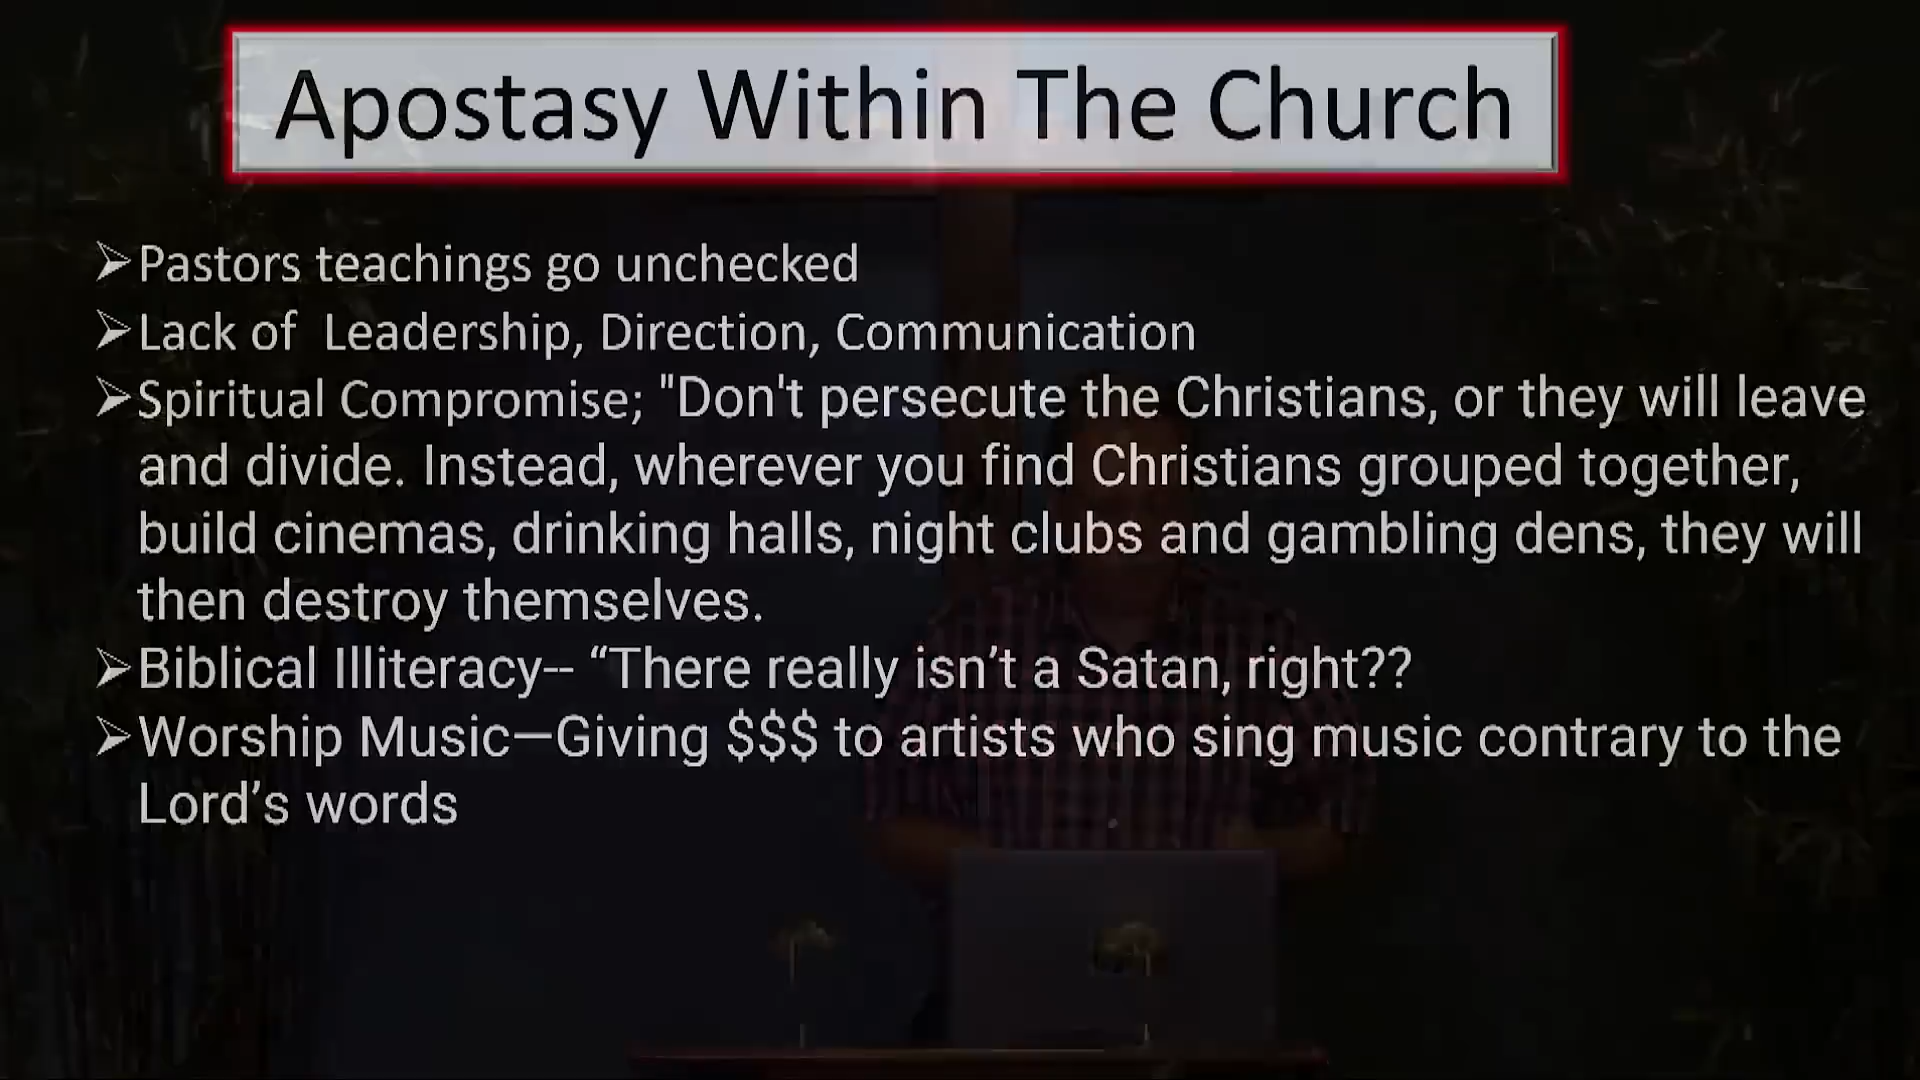 Apostasy Within The Church
➢Pastors teachings go unchecked
➢Lack of  Leadership, Direction, Communication
➢Spiritual Compromise; "Don't persecute the Christians, or they will leave
and divide. Instead, wherever you find Christians grouped together,
build cinemas, drinking halls, night clubs and gambling dens, they will
then destroy themselves.
➢Biblical Illiteracy-- “There really isn’t a Satan, right??
➢Worship Music—Giving $$$ to artists who sing music contrary to the
Lord’s words